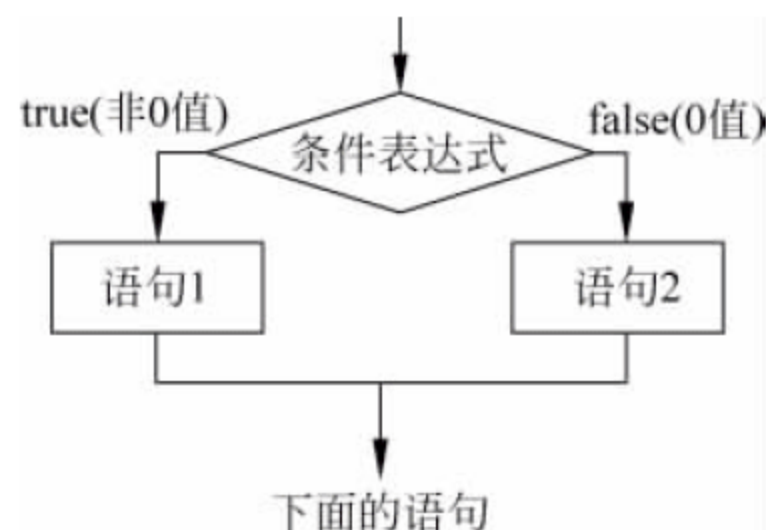 true(非0值)
false(0值)
条件表达式
语句1
语句2
下面的语句